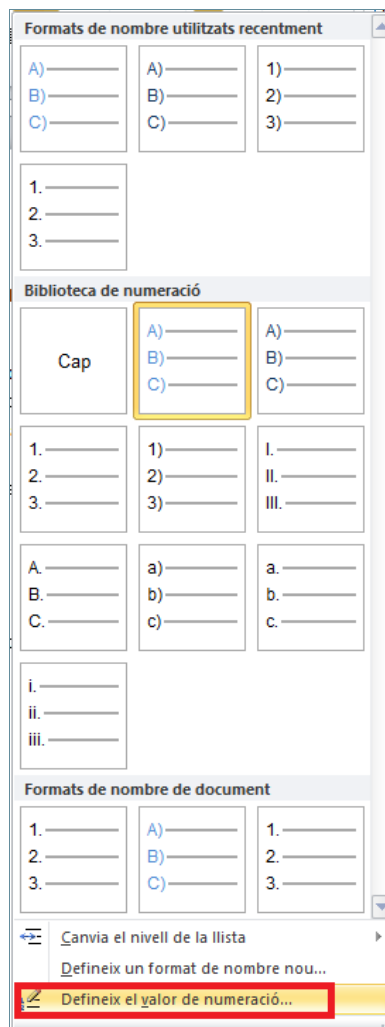 Formats de nombre utilitzats recentment
A) A) 1)
B) B) 2)
C) C) 3)
1.
2.
3.
Biblioteca de numeració
Cap A) A)
B) B)
C) C)
1. 1) I.
2. 2) II.
3. 3) III.
A. a) a.
B. b) b.
C. c) c.
i.
ii.
iii.
Formats de nombre de document
1. A) 1.
2. B) 2.
3. C) 3.
Canvia el nivell de la llista
Defineix un format de nombre nou...
Defineix el valor de numeració...